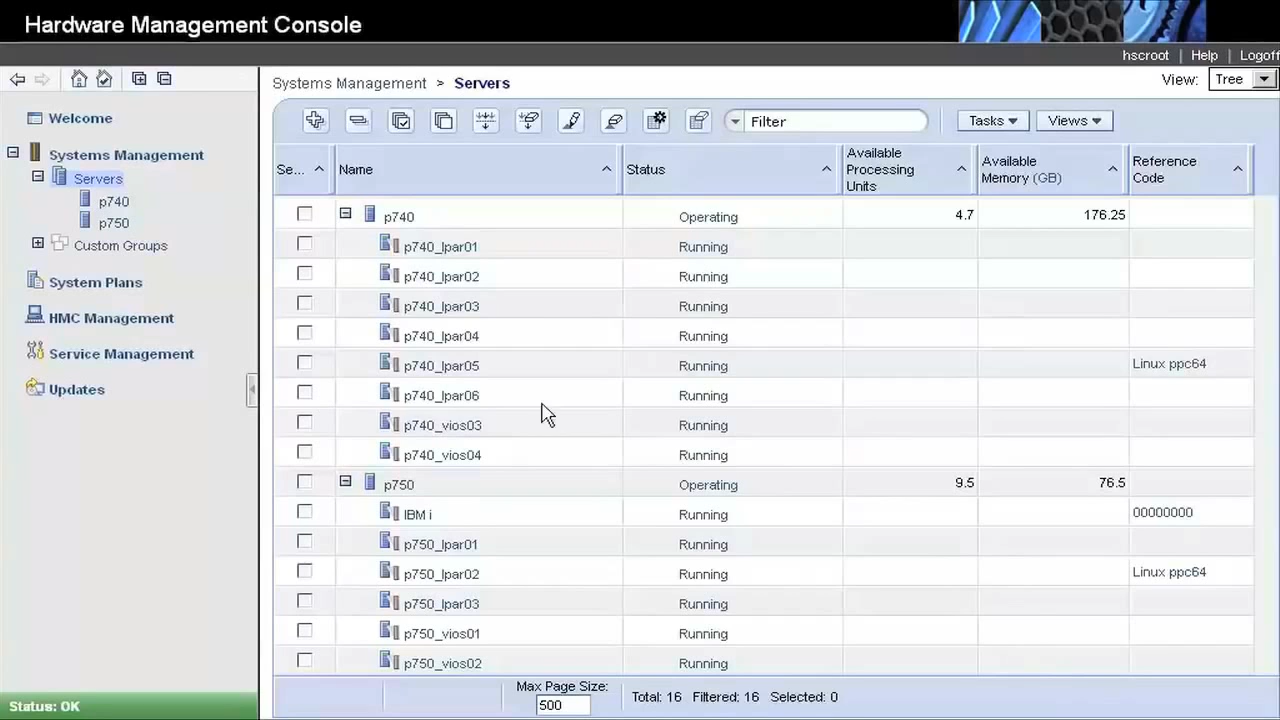 Hardware Management Console
hscroot | Help | Logoff
Systems Management > Servers
View: Tree
Welcome
Systems Management
Servers
p740
p750
Custom Groups
System Plans
HMC Management
Service Management
Updates
Status: OK
Filter Tasks Views
Se... Name Status Available Processing Units Available Memory (GB) Reference Code
p740 Operating 4.7 176.25
p740_lpar01 Running
p740_lpar02 Running
p740_lpar03 Running
p740_lpar04 Running
p740_lpar05 Running Linux ppc64
p740_lpar06 Running
p740_vios03 Running
p740_vios04 Running
p750 Operating 9.5 76.5
IBM i Running 00000000
p750_lpar01 Running
p750_lpar02 Running Linux ppc64
p750_lpar03 Running
p750_vios01 Running
p750_vios02 Running
Max Page Size:
500
Total: 16 Filtered: 16 Selected: 0